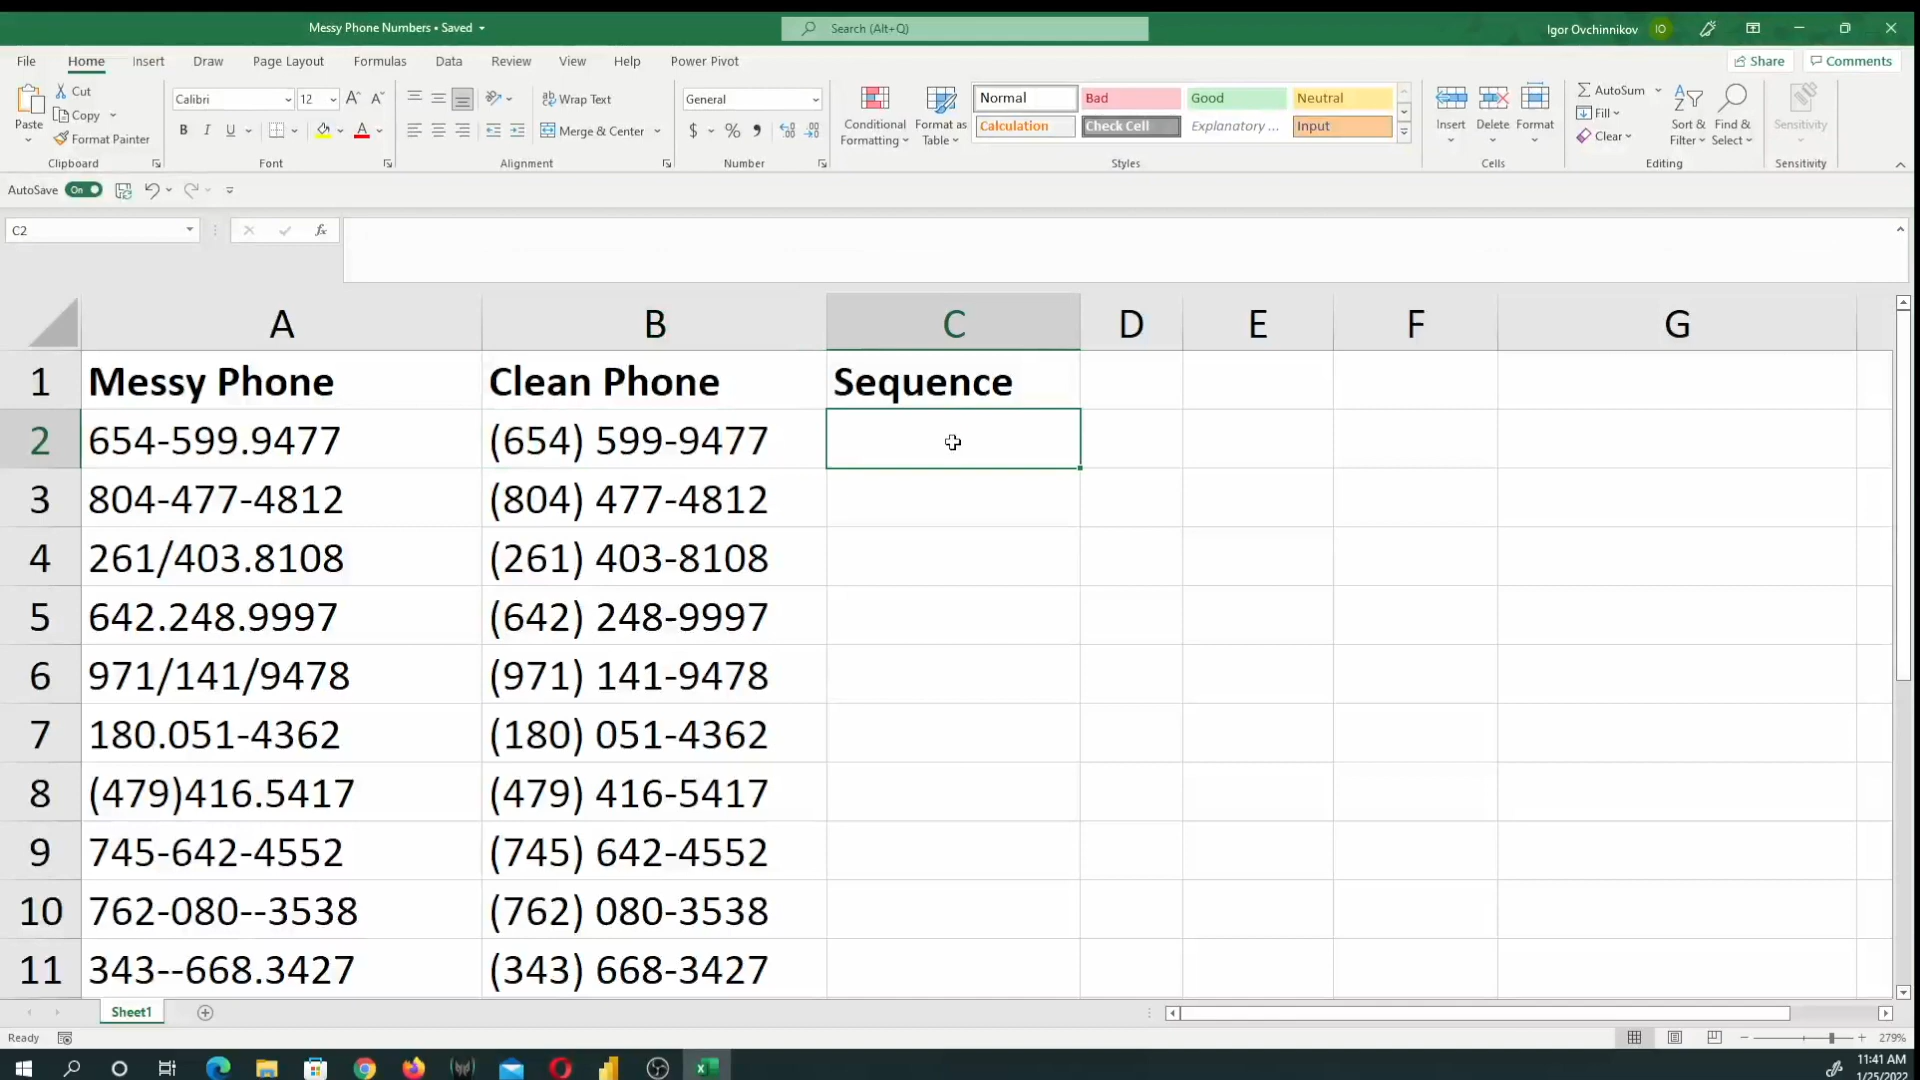 Messy Phone Numbers • Saved
Search (Alt+Q)
Igor Ovchinnikov IO
File Home Insert Draw Page Layout Formulas Data Review View Help Power Pivot Share Comments
Paste
Cut
Copy
Format Painter
Clipboard
Calibri 12 A A
B I U A
Font
Wrap Text
Merge & Center
Alignment
General
$ % 9
Number
Conditional Formatting
Format as Table
Normal Bad Good Neutral
Calculation Check Cell Explanatory ... Input
Styles
Insert Delete Format
Cells
AutoSum
Fill
Clear
Sort & Filter
Find & Select
Editing
Sensitivity
Sensitivity
AutoSave On
C2 fx
A B C D E F G
1 Messy Phone Clean Phone Sequence
2 654-599.9477 (654) 599-9477
3 804-477-4812 (804) 477-4812
4 261/403.8108 (261) 403-8108
5 642.248.9997 (642) 248-9997
6 971/141/9478 (971) 141-9478
7 180.051-4362 (180) 051-4362
8 (479)416.5417 (479) 416-5417
9 745-642-4552 (745) 642-4552
10 762-080--3538 (762) 080-3538
11 343--668.3427 (343) 668-3427
Sheet1
Ready 279%
11:41 AM
1/25/2022